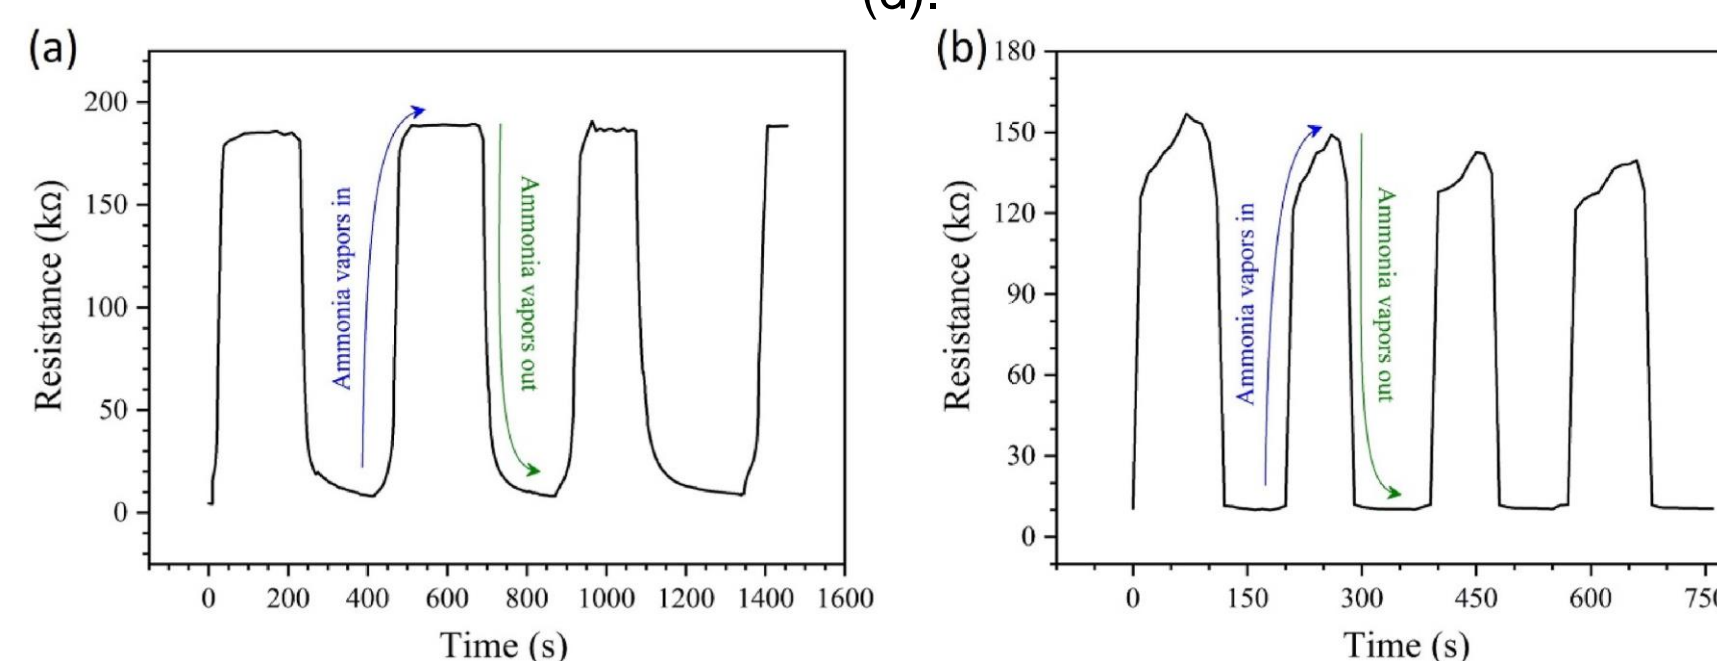 (d).
(a)
200
150
100
50
0
Resistance (kΩ)
Ammonia vapors in
Ammonia vapors out
0 200 400 600 800 1000 1200 1400 1600
Time (s)
(b)
180
150
120
90
60
30
0
Resistance (kΩ)
Ammonia vapors in
Ammonia vapors out
0 150 300 450 600 750
Time (s)